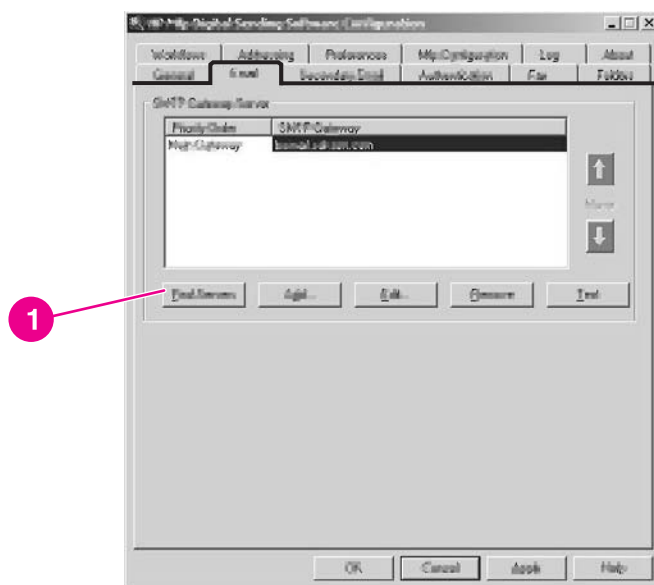 HP Mfp Digital Sending Software Configuration
Workflows Addressing Preferences Mfp Configuration Log About
General Email Secondary Email Authentication Fax Folders
SMTP Gateway Server
Priority Order SMTP Gateway
Main Gateway
Move
Find Servers Add... Edit... Remove Test
1
OK Cancel Apply Help